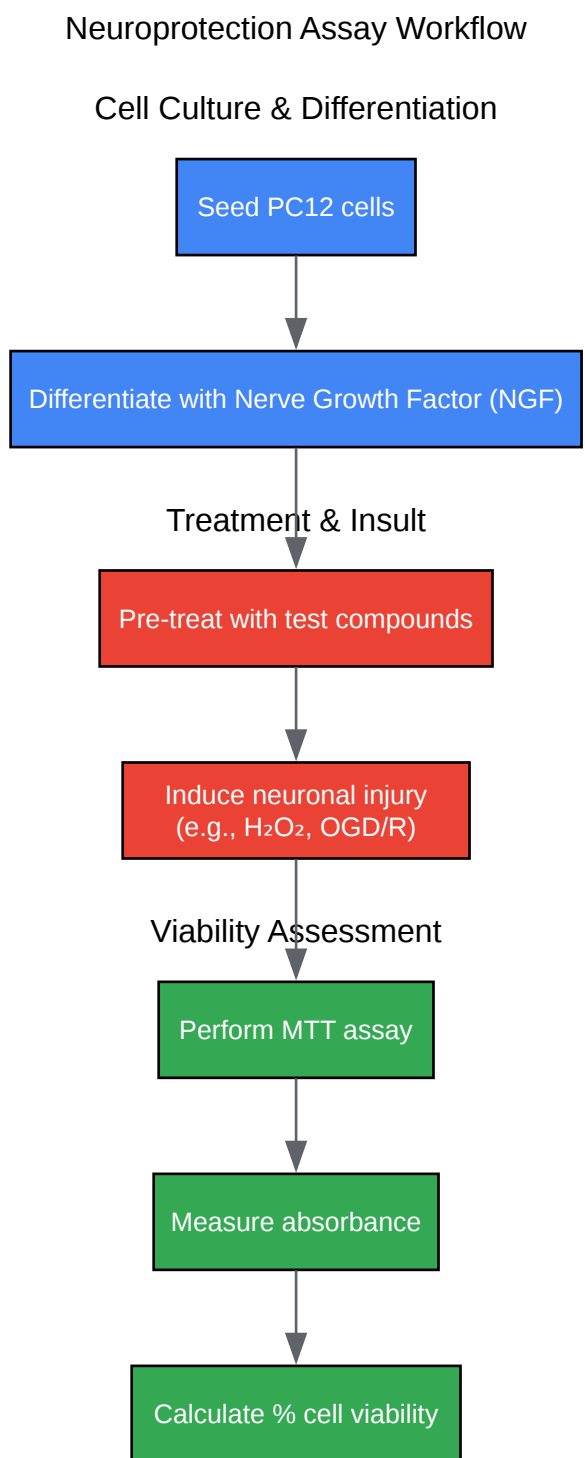 Neuroprotection Assay Workflow
Cell Culture & Differentiation
Seed PC12 cells
Differentiate with Nerve Growth Factor (NGF)
Treatment & Insult
Pre-treat with test compounds
Induce neuronal injury
(e.g., H₂O₂, OGD/R)
Viability Assessment
Perform MTT assay
Measure absorbance
Calculate % cell viability